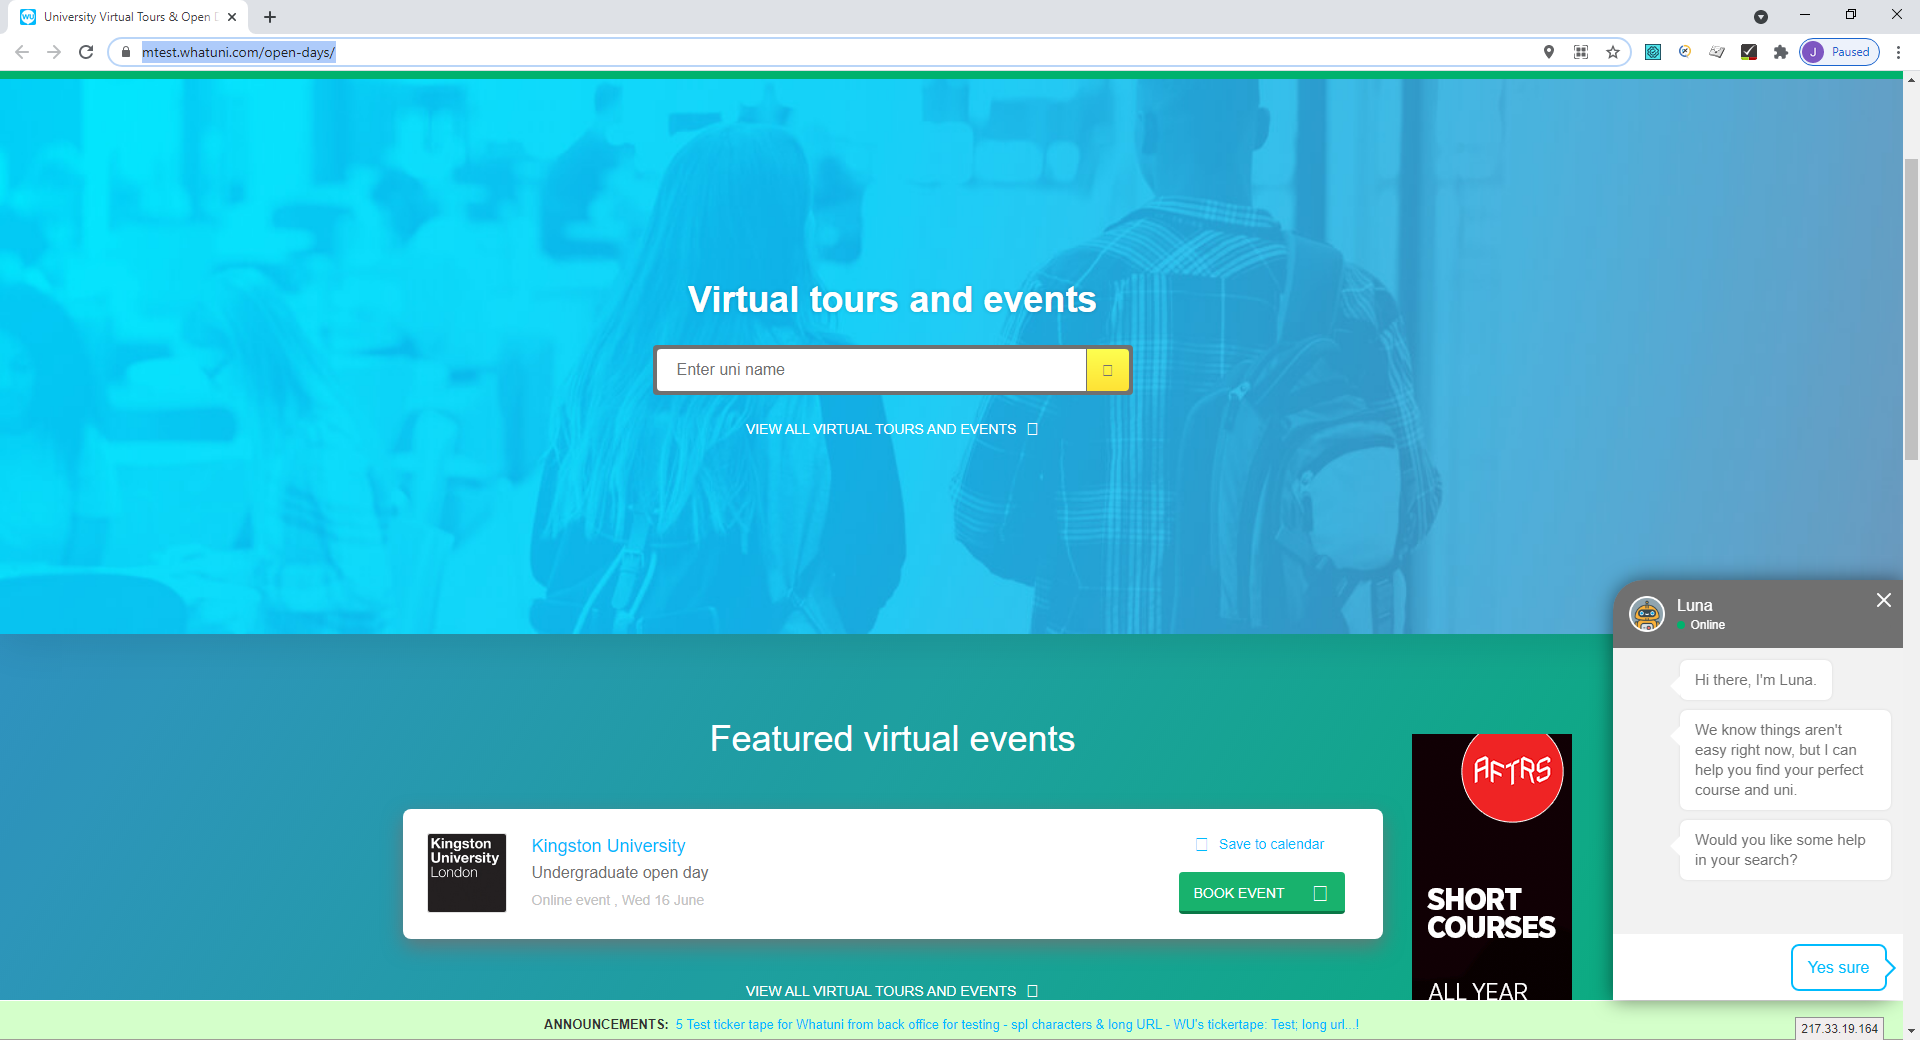 University Virtual Tours & Open
mtest.whatuni.com/open-days/
J Paused
Virtual tours and events
Enter uni name
VIEW ALL VIRTUAL TOURS AND EVENTS
Featured virtual events
Kingston
University
London
Kingston University
Undergraduate open day
Online event , Wed 16 June
Save to calendar
BOOK EVENT
VIEW ALL VIRTUAL TOURS AND EVENTS
AFTRS
SHORT
COURSES
ALL YEAR
Luna
Online
Hi there, I'm Luna.
We know things aren't
easy right now, but I can
help you find your perfect
course and uni.
Would you like some help
in your search?
Yes sure
ANNOUNCEMENTS: 5 Test ticker tape for Whatuni from back office for testing - spl characters & long URL - WU's tickertape: Test; long url...!
217.33.19.164